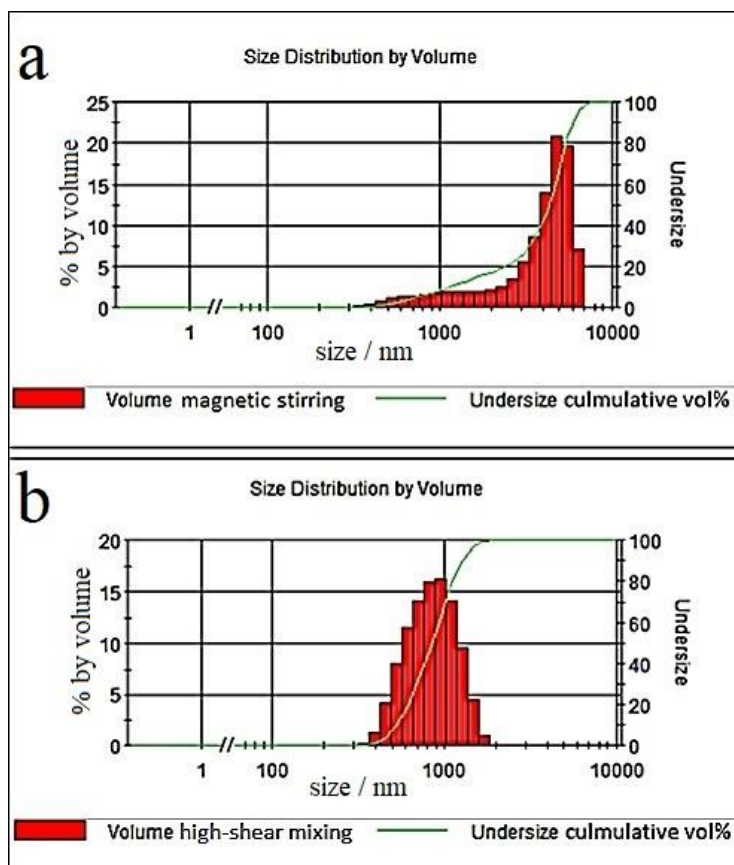 a
Size Distribution by Volume
25 100
20 80
15 60
10 40
5 20
0 0
% by volume
Undersize
1 // 100 1000 10000
size / nm
Volume magnetic stirring Undersize culmulative vol%
b
Size Distribution by Volume
20 100
15 80
10 60
5 40
0 20
0
% by volume
Undersize
1 // 100 1000 10000
size / nm
Volume high-shear mixing Undersize culmulative vol%